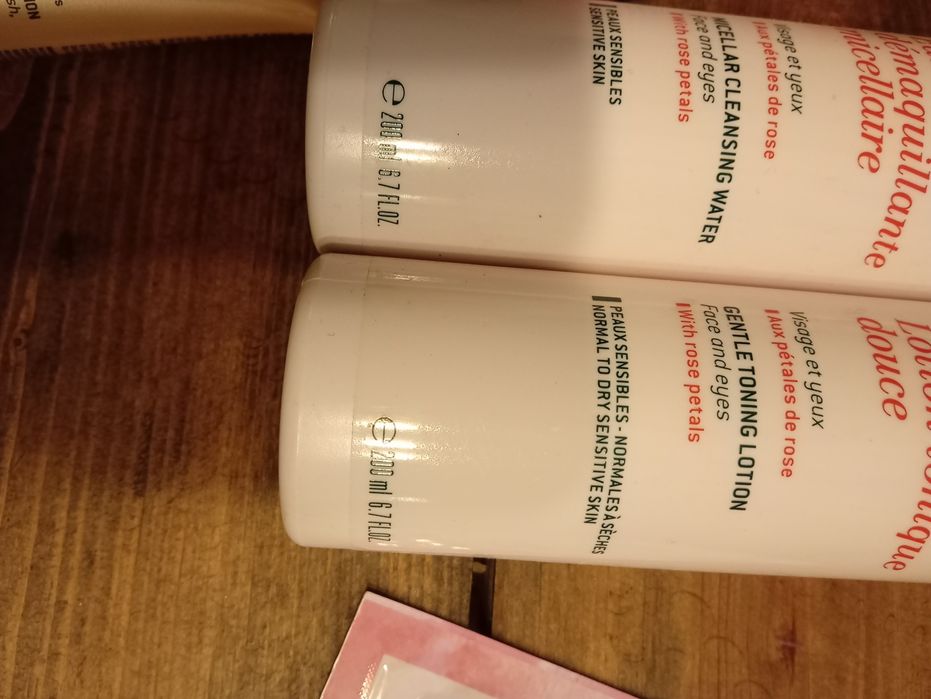 démaquillante
micellaire
Visage et yeux
Aux pétales de rose
MICELLAR CLEANSING WATER
Face and eyes
With rose petals
PEAUX SENSIBLES
SENSITIVE SKIN
e 200 ml 6.7 FL.OZ.
Lotion tonique
douce
Visage et yeux
Aux pétales de rose
GENTLE TONING LOTION
Face and eyes
With rose petals
PEAUX SENSIBLES - NORMALES À SÈCHES
NORMAL TO DRY SENSITIVE SKIN
e 200 ml 6.7 FL.OZ.